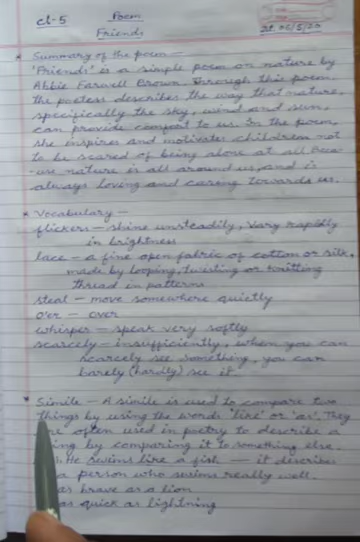 cl-5
Poem
Friends
dt. 06/5/20
* Summary of the poem —
'Friends' is a simple poem on nature by
Abbie Farwell Brown. Through this poem
the poetess describes the way that nature,
specifically the sky, wind and sun,
can provide comfort to us. In the poem,
she inspires and motivates children not
to be scared of being alone at all. Beca
-use nature is all around us, and is
always loving and caring towards us.
* Vocabulary —
flickers — shine unsteadily, vary rapidly
in brightness
lace — a fine open fabric of cotton or silk,
made by looping, twisting or knitting
thread in patterns
steal — move somewhere quietly
o'er — over
whisper — speak very softly
scarcely — insufficiently, when you can
scarcely see something, you can
barely (hardly) see it.
* Simile — A simile is used to compare two
things by using the words 'like' or 'as'. They
often used in poetry to describe a
by comparing it to something else.
He swims like a fish — it describes
a person who swims really well.
as brave as a lion
as quick as lightning